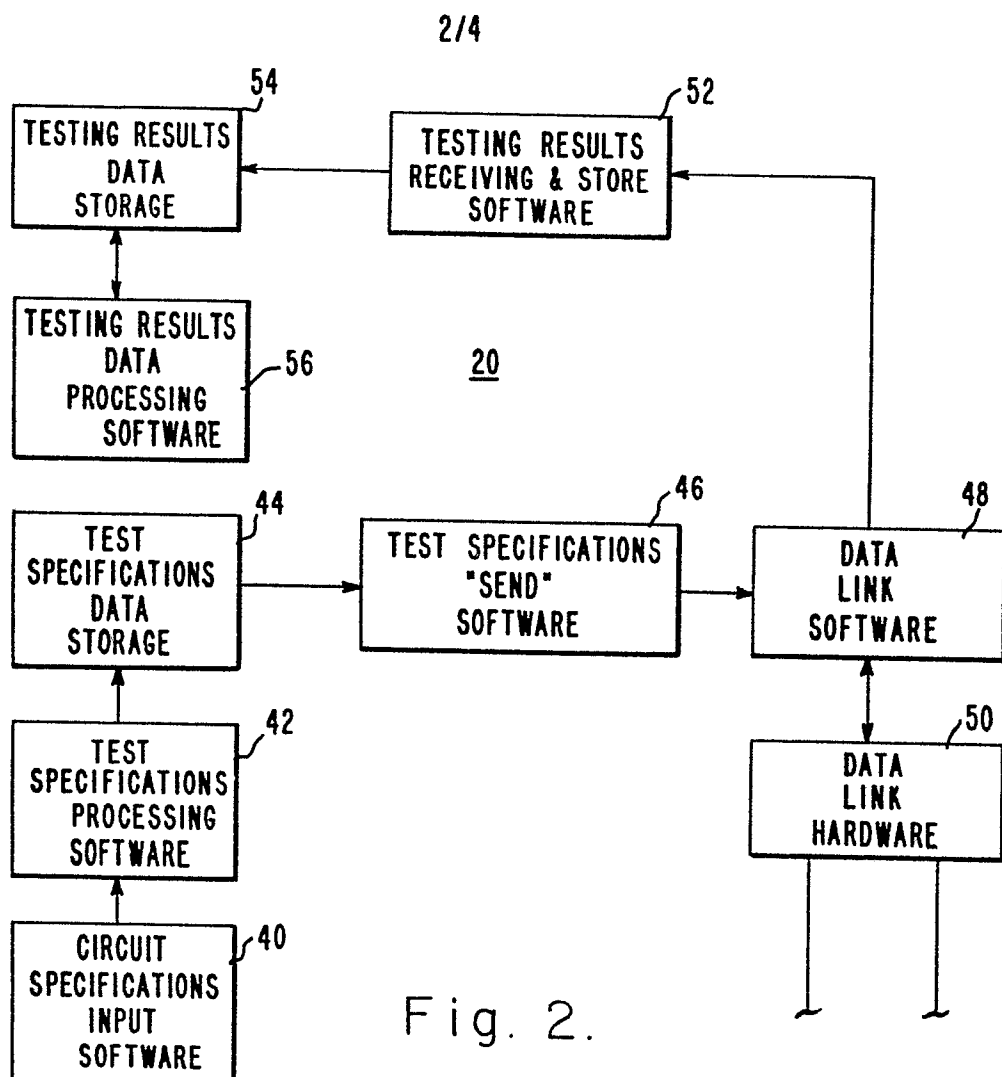 2/4
54
TESTING RESULTS
DATA
STORAGE
52
TESTING RESULTS
RECEIVING & STORE
SOFTWARE
TESTING RESULTS
DATA
PROCESSING
SOFTWARE
56
20
44
TEST
SPECIFICATIONS
DATA
STORAGE
46
TEST SPECIFICATIONS
"SEND"
SOFTWARE
48
DATA
LINK
SOFTWARE
42
TEST
SPECIFICATIONS
PROCESSING
SOFTWARE
50
DATA
LINK
HARDWARE
40
CIRCUIT
SPECIFICATIONS
INPUT
SOFTWARE
Fig. 2.